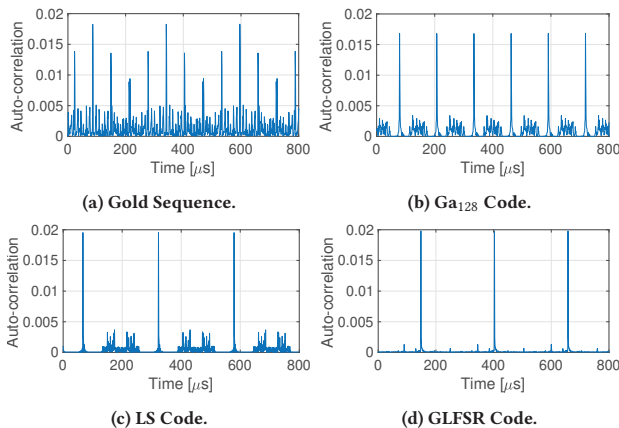 0.02
0.015
0.01
0.005
0
Auto-correlation
0 200 400 600 800
Time [μs]
(a) Gold Sequence.
0.02
0.015
0.01
0.005
0
Auto-correlation
0 200 400 600 800
Time [μs]
(b) Ga₁₂₈ Code.
0.02
0.015
0.01
0.005
0
Auto-correlation
0 200 400 600 800
Time [μs]
(c) LS Code.
0.02
0.015
0.01
0.005
0
Auto-correlation
0 200 400 600 800
Time [μs]
(d) GLFSR Code.